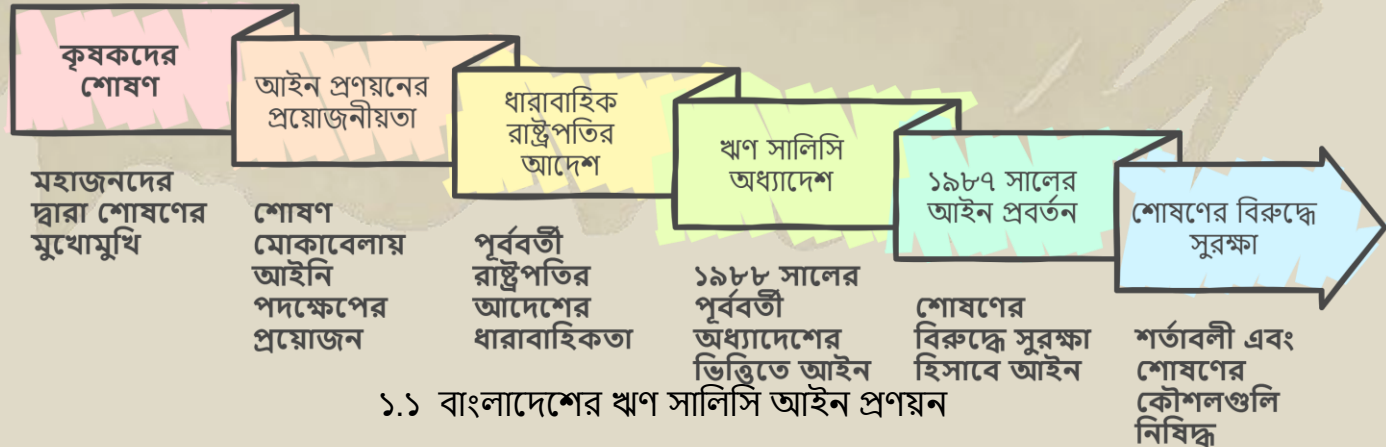 কৃষকদের
শোষণ
আইন প্রণয়নের
প্রয়োজনীয়তা
ধারাবাহিক
রাষ্ট্রপতির
আদেশ
ঋণ সালিসি
অধ্যাদেশ
১৯৮৭ সালের
আইন প্রবর্তন
শোষণের বিরুদ্ধে
সুরক্ষা
মহাজনদের
দ্বারা শোষণের
মুখোমুখি
শোষণ
মোকাবেলায়
আইনি
পদক্ষেপের
প্রয়োজন
পূর্ববর্তী
রাষ্ট্রপতির
আদেশের
ধারাবাহিকতা
১৯৮৮ সালের
পূর্ববর্তী
অধ্যাদেশের
ভিত্তিতে আইন
শোষণের
বিরুদ্ধে সুরক্ষা
হিসাবে আইন
শর্তাবলী এবং
শোষণের
কৌশলগুলি
নিষিদ্ধ
১.১ বাংলাদেশের ঋণ সালিসি আইন প্রণয়ন